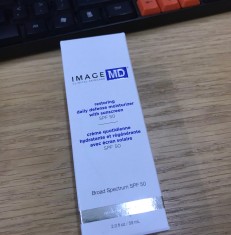 IMAGE MD
restoring
daily defense moisturizer
with sunscreen
SPF 50
crème quotidienne
hydratante et régénérante
avec écran solaire
SPF 50
Broad Spectrum SPF 50